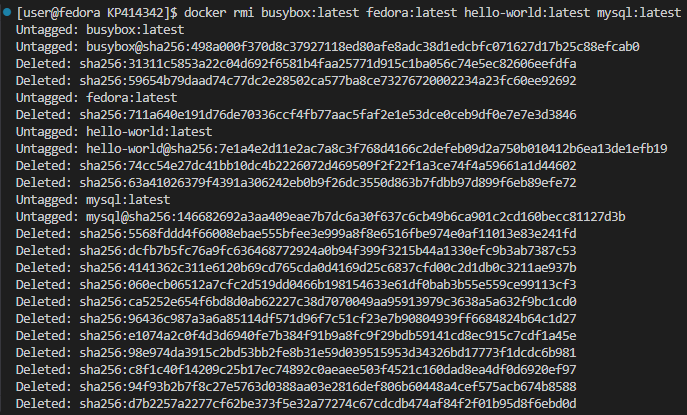 [user@fedora KP414342]$ docker rmi busybox:latest fedora:latest hello-world:latest mysql:latest
Untagged: busybox:latest
Untagged: busybox@sha256:498a000f370d8c37927118ed80afe8adc38d1edcbfc071627d17b25c88efcab0
Deleted: sha256:31311c5853a22c04d692f6581b4faa25771d915c1ba056c74e5ec82606eefdfa
Deleted: sha256:59654b79daad74c77dc2e28502ca577ba8ce73276720002234a23fc60ee92692
Untagged: fedora:latest
Deleted: sha256:711a640e191d76de70336ccf4fb77aac5faf2e1e53dce0ceb9df0e7e7e3d3846
Untagged: hello-world:latest
Untagged: hello-world@sha256:7e1a4e2d11e2ac7a8c3f768d4166c2defeb09d2a750b010412b6ea13de1efb19
Deleted: sha256:74cc54e27dc41bb10dc4b2226072d469509f2f22f1a3ce74f4a59661a1d44602
Deleted: sha256:63a41026379f4391a306242eb0b9f26dc3550d863b7fdbb97d899f6eb89efe72
Untagged: mysql:latest
Untagged: mysql@sha256:146682692a3aa409eae7b7dc6a30f637c6cb49b6ca901c2cd160becc81127d3b
Deleted: sha256:5568fddd4f66008ebae555bfee3e999a8f8e6516fbe974e0af11013e83e241fd
Deleted: sha256:dcfb7b5fc76a9fc636468772924a0b94f399f3215b44a1330efc9b3ab7387c53
Deleted: sha256:4141362c311e6120b69cd765cda0d4169d25c6837cfd00c2d1db0c3211ae937b
Deleted: sha256:060ecb06512a7cfc2d519dd0466b198154633e61df0bab3b55e559ce99113cf3
Deleted: sha256:ca5252e654f6bd8d0ab62227c38d7070049aa95913979c3638a5a632f9bc1cd0
Deleted: sha256:96436c987a3a6a85114df571d96f7c51cf23e7b90804939ff6684824b64c1d27
Deleted: sha256:e1074a2c0f4d3d6940fe7b384f91b9a8fc9f29bdb59141cd8ec915c7cdf1a45e
Deleted: sha256:98e974da3915c2bd53bb2fe8b31e59d039515953d34326bd17773f1dcdc6b981
Deleted: sha256:c8f1c40f14209c25b17ec74892c0aeaee503f4521c160dad8ea4df0d6920ef97
Deleted: sha256:94f93b2b7f8c27e5763d0388aa03e2816def806b60448a4cef575acb674b8588
Deleted: sha256:d7b2257a2277cf62be373f5e32a77274c67cdcdb474af84f2f01b95d8f6ebd0d